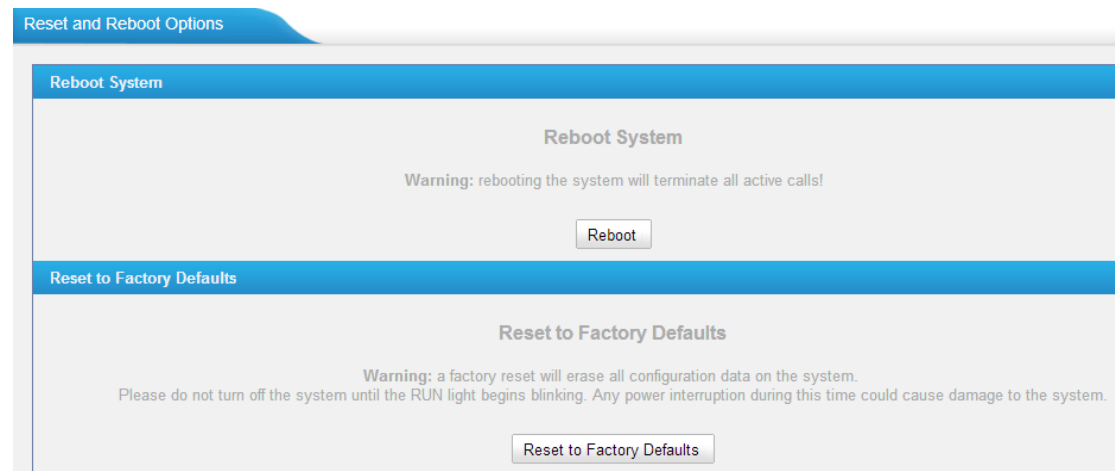 Reset and Reboot Options
Reboot System
Reboot System
Warning: rebooting the system will terminate all active calls!
Reboot
Reset to Factory Defaults
Reset to Factory Defaults
Warning: a factory reset will erase all configuration data on the system.
Please do not turn off the system until the RUN light begins blinking. Any power interruption during this time could cause damage to the system.
Reset to Factory Defaults